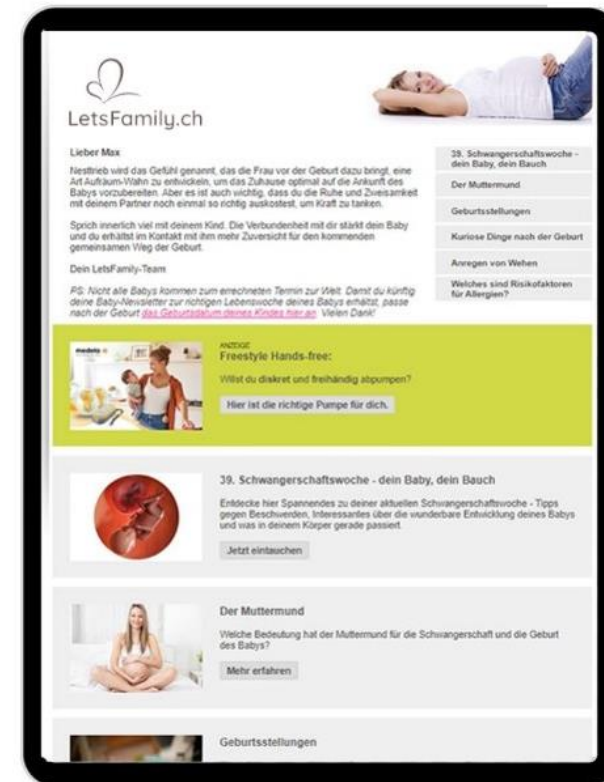 LetsFamily.ch
Lieber Max
Nesttrieb wird das Gefühl genannt, das die Frau vor der Geburt dazu bringt, eine
Art Aufräum-Wahn zu entwickeln, um das Zuhause optimal auf die Ankunft des
Babys vorzubereiten. Aber es ist auch wichtig, dass du die Ruhe und Zweisamkeit
mit deinem Partner noch einmal so richtig auskostest, um Kraft zu tanken.
Sprich innerlich viel mit deinem Kind. Die Verbundenheit mit dir stärkt dein Baby
und du erhältst im Kontakt mit ihm mehr Zuversicht für den kommenden
gemeinsamen Weg der Geburt.
Dein LetsFamily-Team
PS: Nicht alle Babys kommen zum errechneten Termin zur Welt. Damit du künftig
deine Baby-Newsletter zur richtigen Lebenswoche deines Babys erhältst, passe
nach der Geburt das Geburtsdatum deines Kindes hier an. Vielen Dank!
39. Schwangerschaftswoche -
dein Baby, dein Bauch
Der Muttermund
Geburtsstellungen
Kuriose Dinge nach der Geburt
Anregen von Wehen
Welches sind Risikofaktoren
für Allergien?
medela
ANZEIGE
Freestyle Hands-free:
Willst du diskret und freihändig abpumpen?
Hier ist die richtige Pumpe für dich.
39. Schwangerschaftswoche - dein Baby, dein Bauch
Entdecke hier Spannendes zu deiner aktuellen Schwangerschaftswoche - Tipps
gegen Beschwerden, Interessantes über die wunderbare Entwicklung deines Babys
und was in deinem Körper gerade passiert
Jetzt eintauchen
Der Muttermund
Welche Bedeutung hat der Muttermund für die Schwangerschaft und die Geburt
des Babys?
Mehr erfahren
Geburtsstellungen